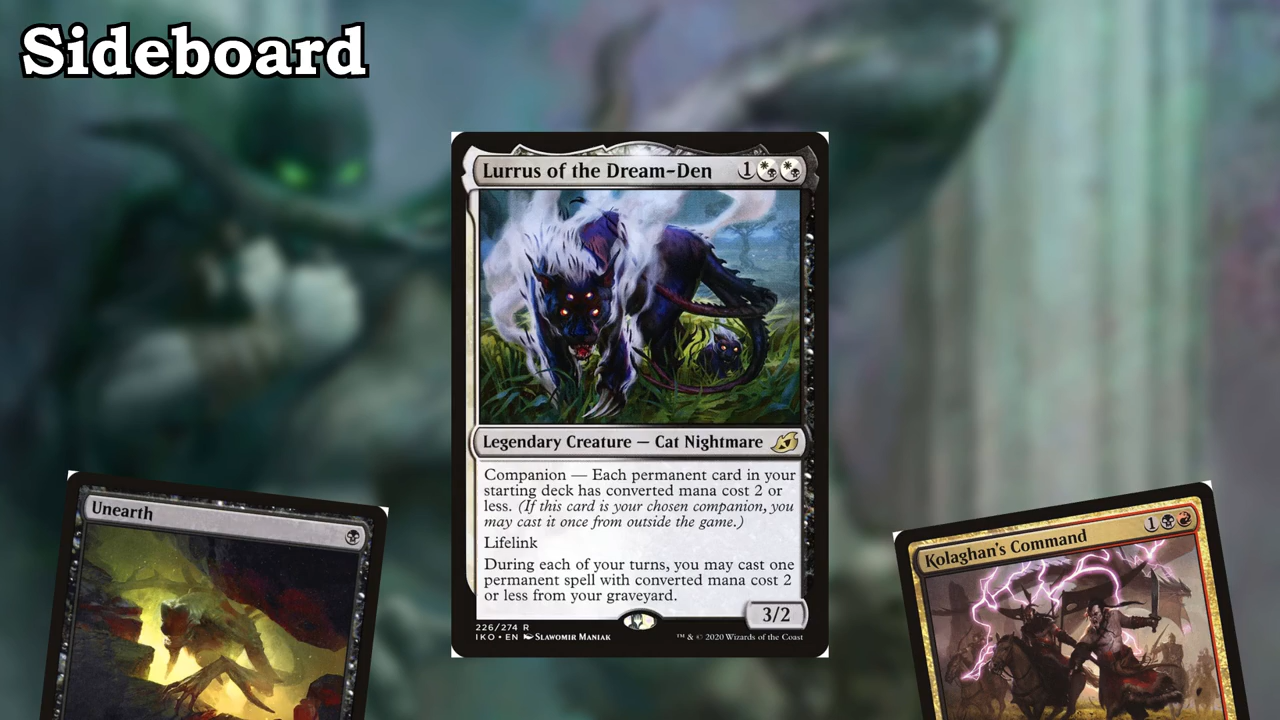 Sideboard
Lurrus of the Dream-Den 1
Legendary Creature — Cat Nightmare
Companion — Each permanent card in your
starting deck has converted mana cost 2 or
less. (If this card is your chosen companion, you
may cast it once from outside the game.)
Lifelink
During each of your turns, you may cast one
permanent spell with converted mana cost 2
or less from your graveyard.
3/2
226/274 R
IKO • EN Slawomir Maniak
™ & © 2020 Wizards of the Coast
Unearth
Kolaghan's Command 1